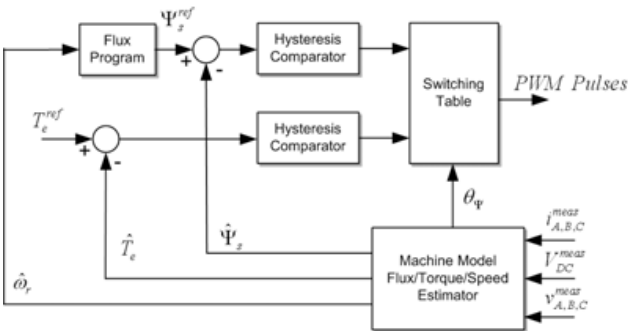 Ψ_s^ref
Flux
Program
+
-
Hysteresis
Comparator
Switching
Table
PWM Pulses
T_e^ref
+
-
Hysteresis
Comparator
θ_Ψ
T̂_e
Ψ̂_s
ω̂_r
Machine Model
Flux/Torque/Speed
Estimator
i_A,B,C^meas
V_DC^meas
v_A,B,C^meas